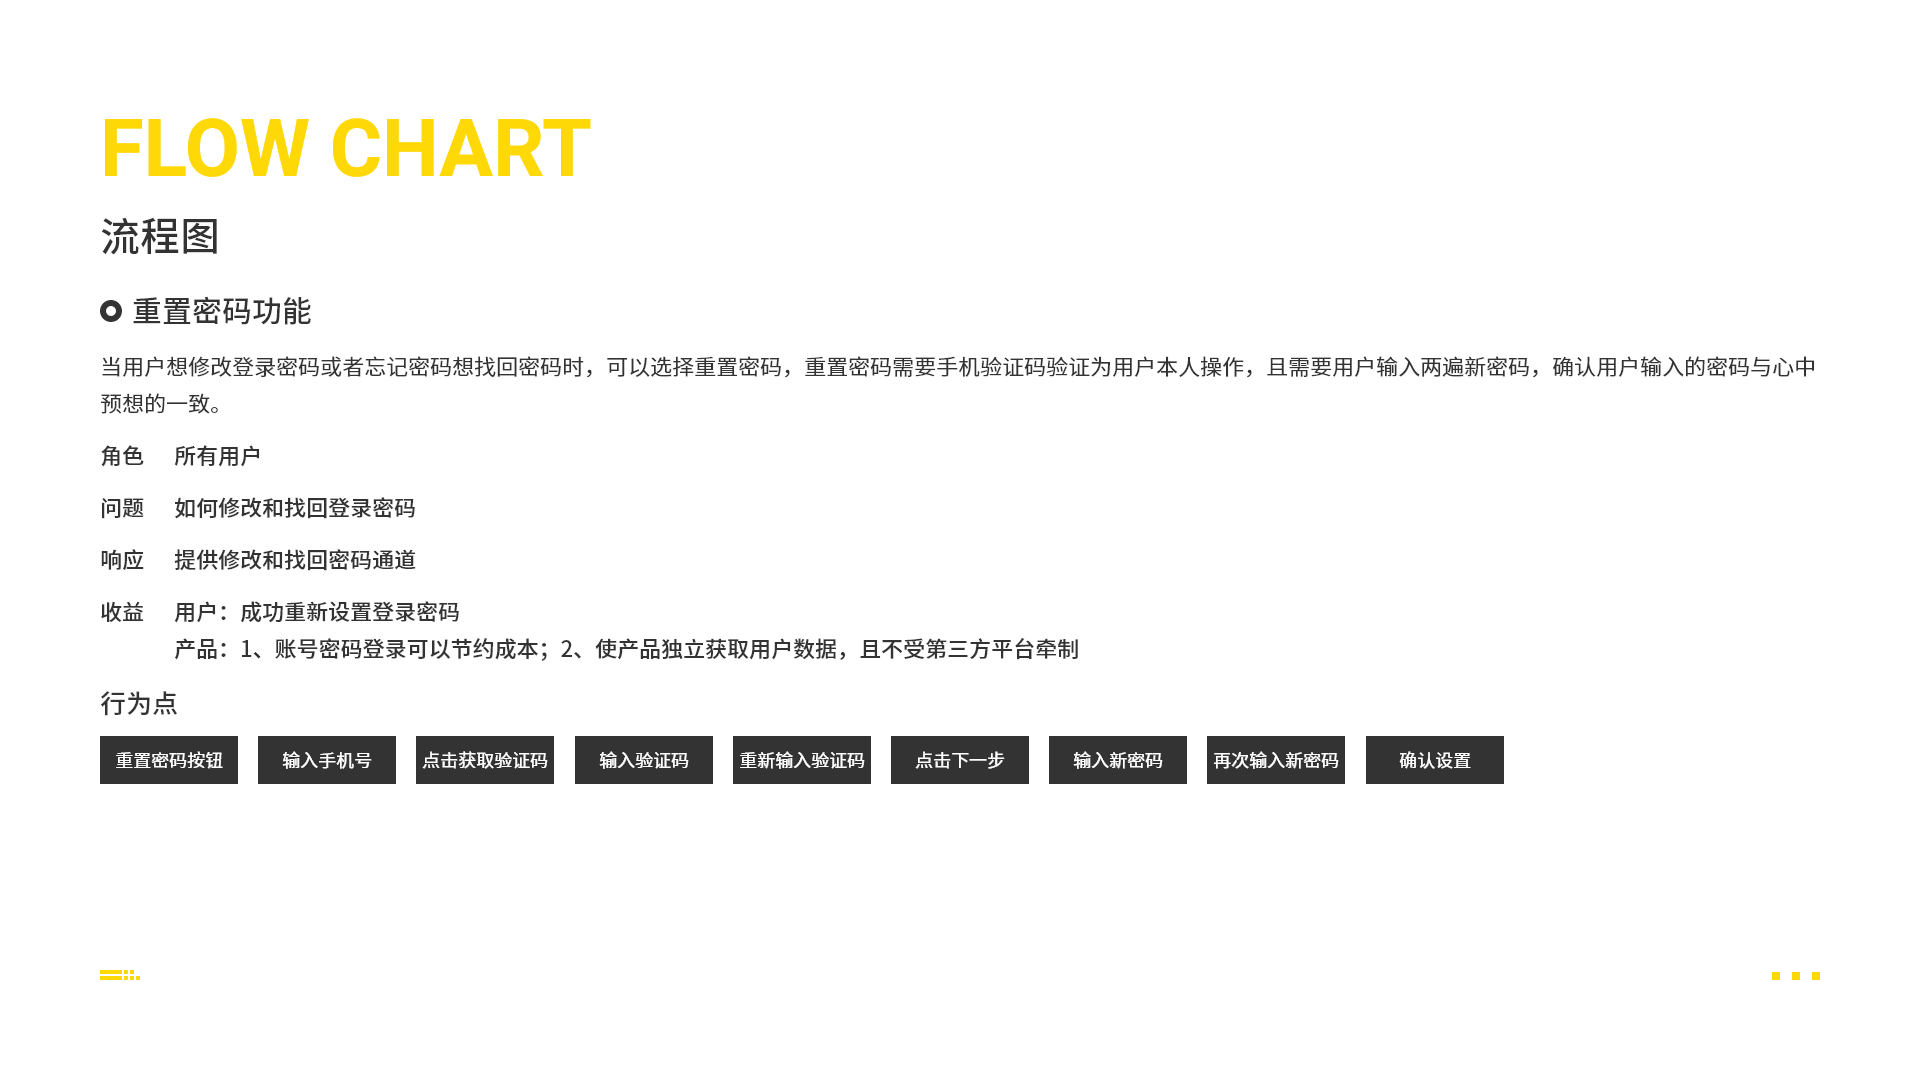 FLOW CHART
流程图
重置密码功能
当用户想修改登录密码或者忘记密码想找回密码时，可以选择重置密码，重置密码需要手机验证码验证为用户本人操作，且需要用户输入两遍新密码，确认用户输入的密码与心中
预想的一致。
角色 所有用户
问题 如何修改和找回登录密码
响应 提供修改和找回密码通道
收益 用户：成功重新设置登录密码
产品：1、账号密码登录可以节约成本；2、使产品独立获取用户数据，且不受第三方平台牵制
行为点
重置密码按钮 输入手机号 点击获取验证码 输入验证码 重新输入验证码 点击下一步 输入新密码 再次输入新密码 确认设置